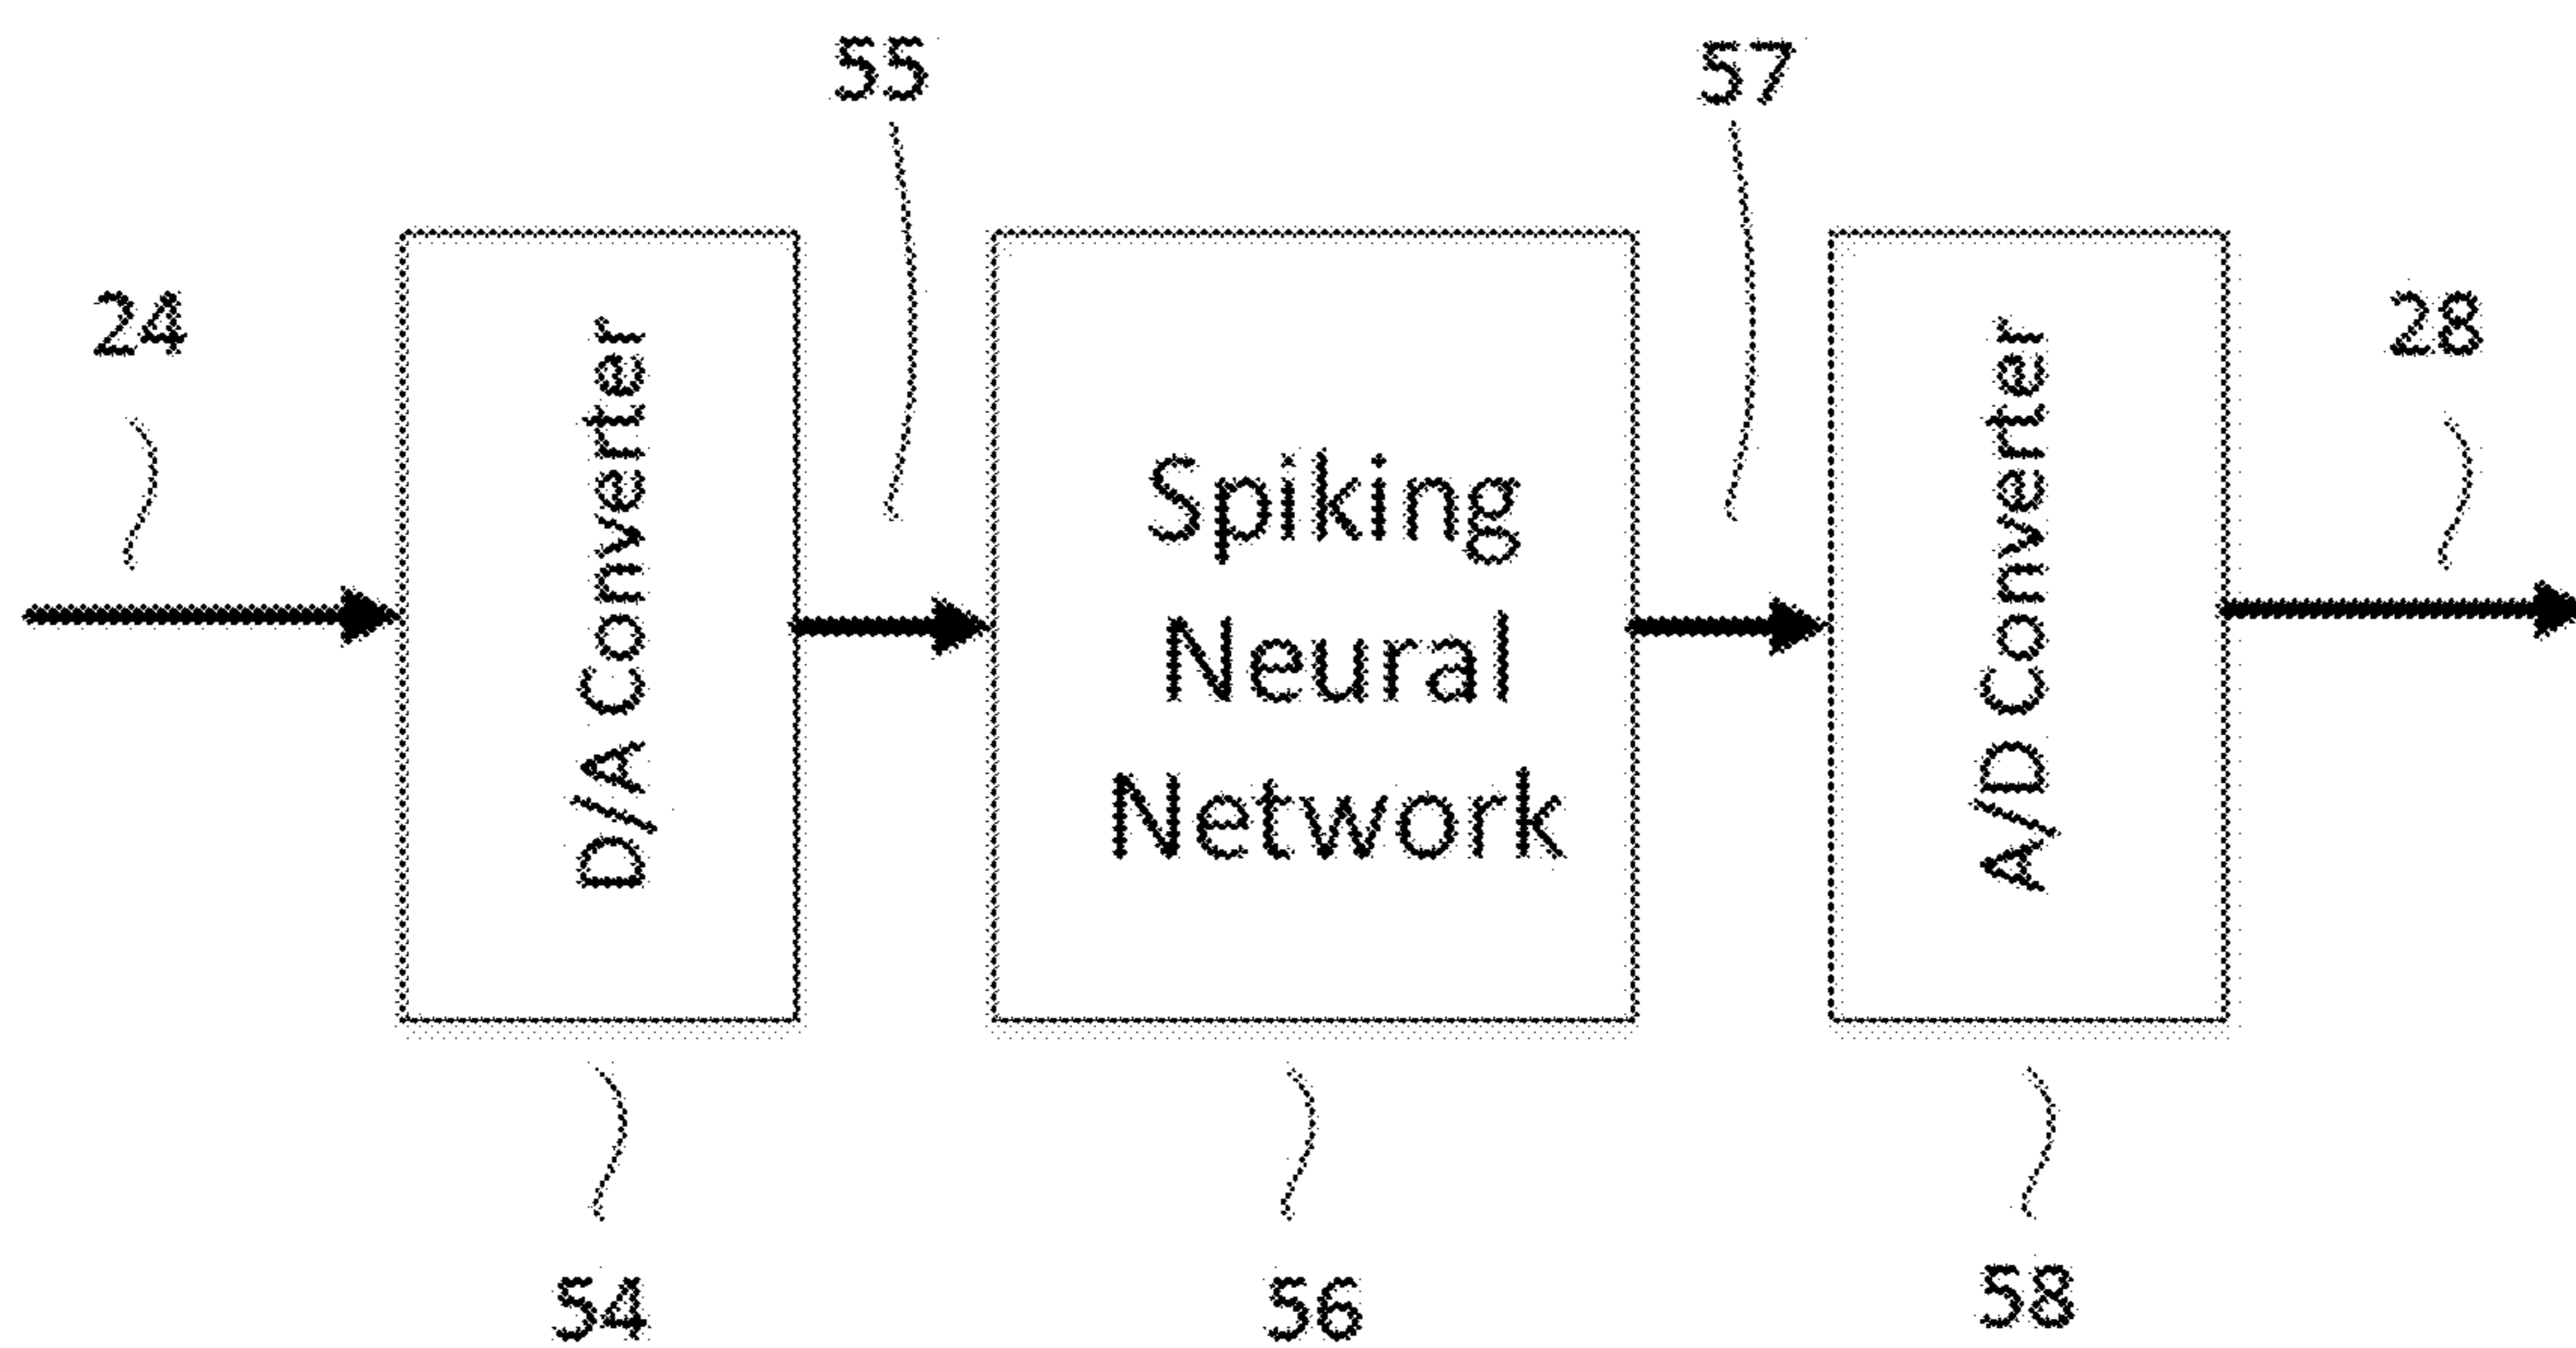 55
57
24
28
D/A Converter
Spiking
Neural
Network
A/D Converter
54
56
58